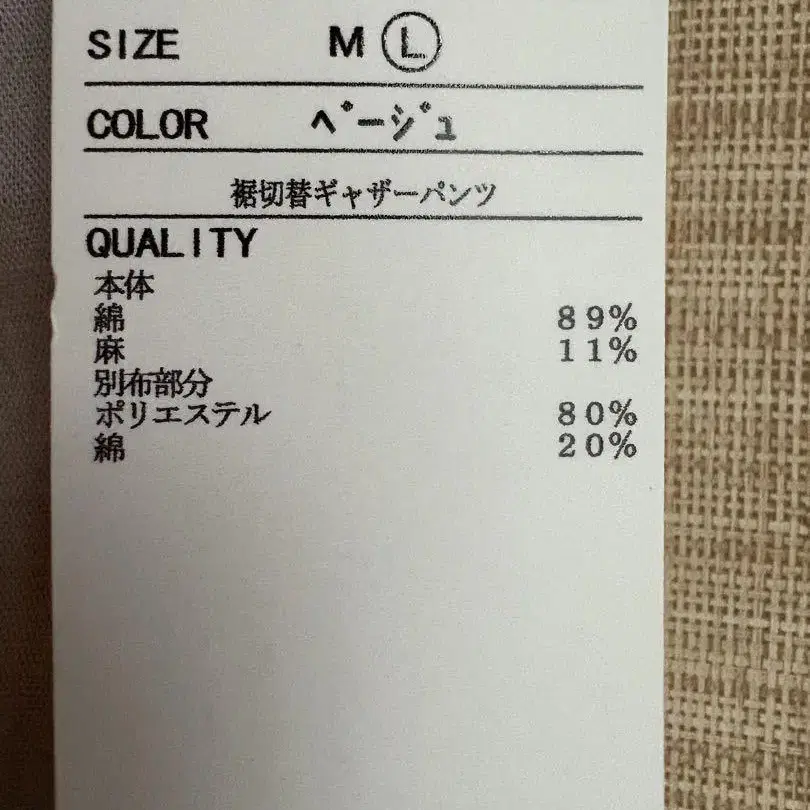 SIZE M L
COLOR ベージュ
裾切替ギャザーパンツ
QUALITY
本体
綿 89%
麻 11%
別布部分
ポリエステル 80%
綿 20%